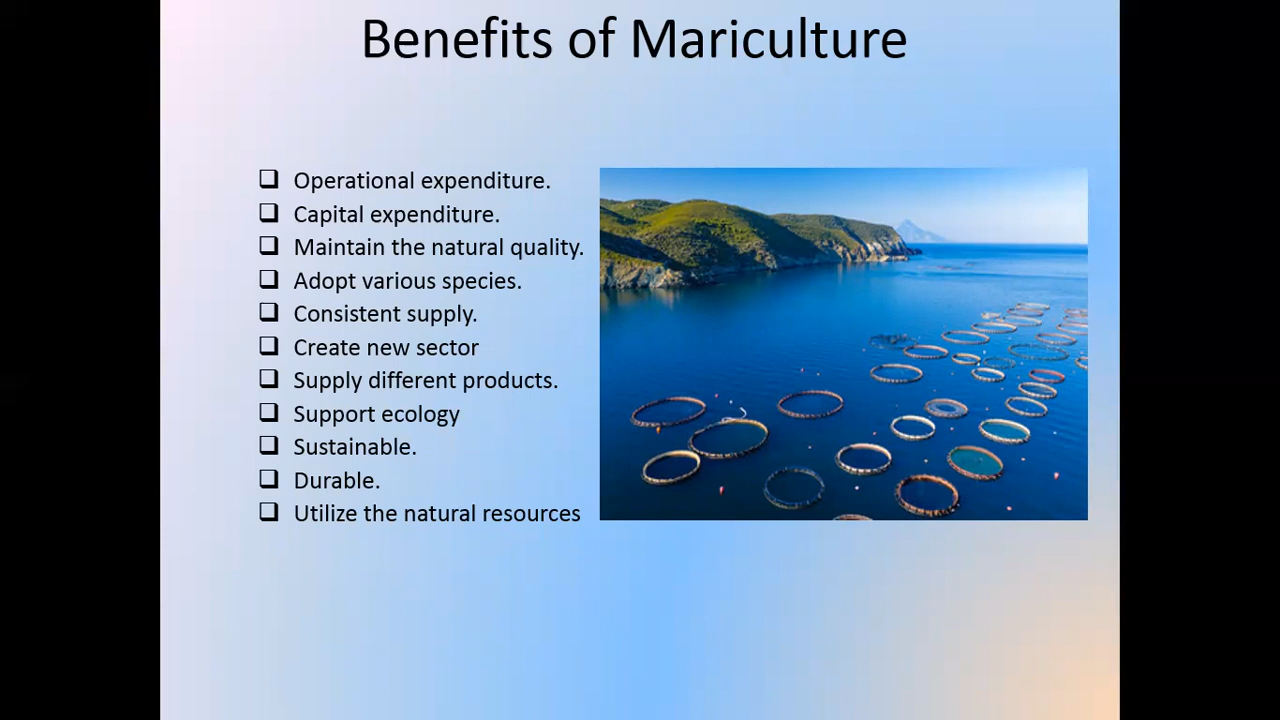 Benefits of Mariculture
❑ Operational expenditure.
❑ Capital expenditure.
❑ Maintain the natural quality.
❑ Adopt various species.
❑ Consistent supply.
❑ Create new sector
❑ Supply different products.
❑ Support ecology
❑ Sustainable.
❑ Durable.
❑ Utilize the natural resources